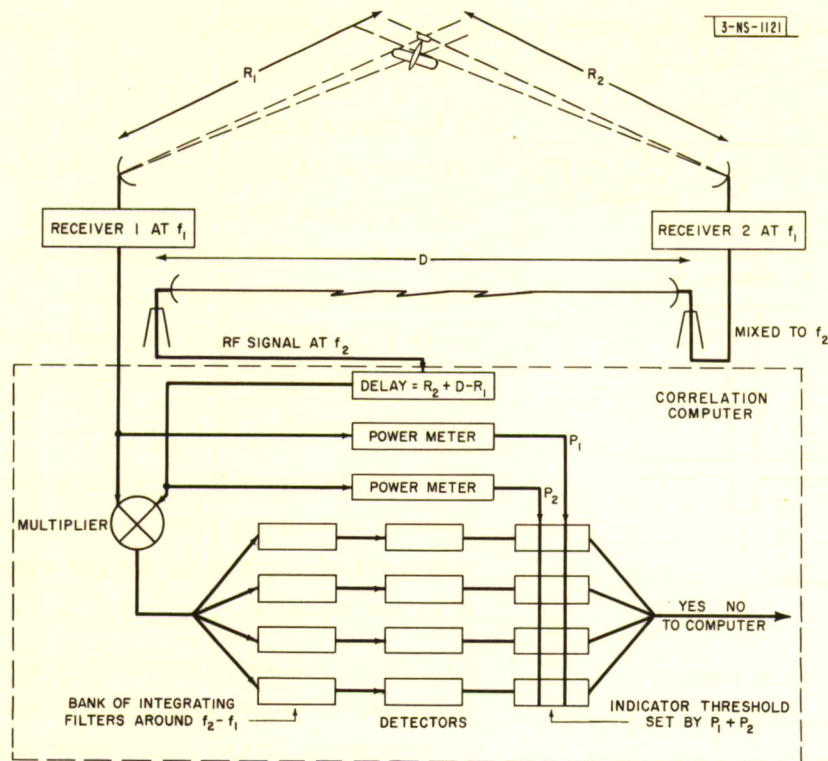 3-NS-1121
R1
R2
RECEIVER 1 AT f1
RECEIVER 2 AT f1
D
RF SIGNAL AT f2
MIXED TO f2
DELAY = R2 + D-R1
CORRELATION
COMPUTER
POWER METER
P1
POWER METER
P2
MULTIPLIER
YES NO
TO COMPUTER
BANK OF INTEGRATING
FILTERS AROUND f2-f1
DETECTORS
INDICATOR THRESHOLD
SET BY P1 + P2